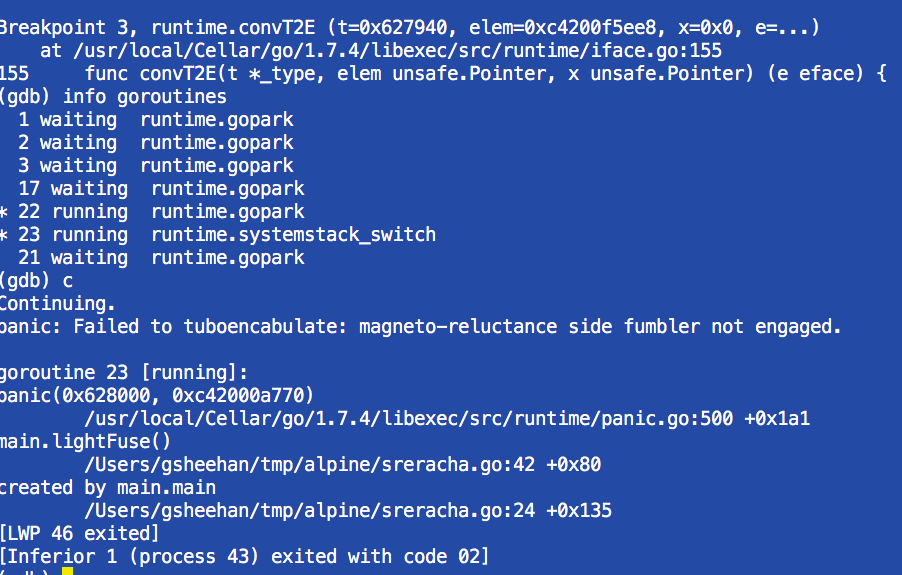 Breakpoint 3, runtime.convT2E (t=0x627940, elem=0xc4200f5ee8, x=0x0, e=...)
    at /usr/local/Cellar/go/1.7.4/libexec/src/runtime/iface.go:155
155     func convT2E(t *_type, elem unsafe.Pointer, x unsafe.Pointer) (e eface) {
(gdb) info goroutines
  1 waiting  runtime.gopark
  2 waiting  runtime.gopark
  3 waiting  runtime.gopark
  17 waiting  runtime.gopark
* 22 running  runtime.gopark
* 23 running  runtime.systemstack_switch
  21 waiting  runtime.gopark
(gdb) c
Continuing.
panic: Failed to tuboencabulate: magneto-reluctance side fumbler not engaged.

goroutine 23 [running]:
panic(0x628000, 0xc42000a770)
        /usr/local/Cellar/go/1.7.4/libexec/src/runtime/panic.go:500 +0x1a1
main.lightFuse()
        /Users/gsheehan/tmp/alpine/sreracha.go:42 +0x80
created by main.main
        /Users/gsheehan/tmp/alpine/sreracha.go:24 +0x135
[LWP 46 exited]
[Inferior 1 (process 43) exited with code 02]
(gdb)